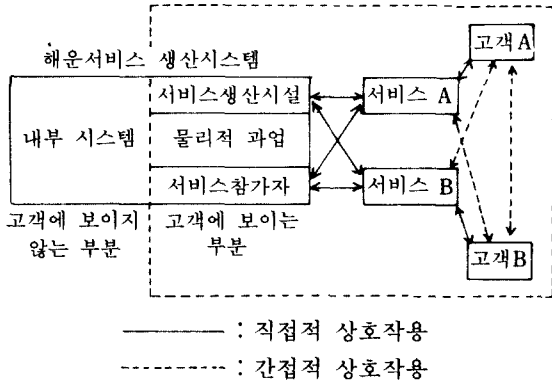 해운서비스 생산시스템
고객A
서비스생산시설
서비스 A
내부 시스템
물리적 과업
서비스참가자
서비스 B
고객에 보이지
않는 부분
고객에 보이는
부분
고객B
: 직접적 상호작용
: 간접적 상호작용